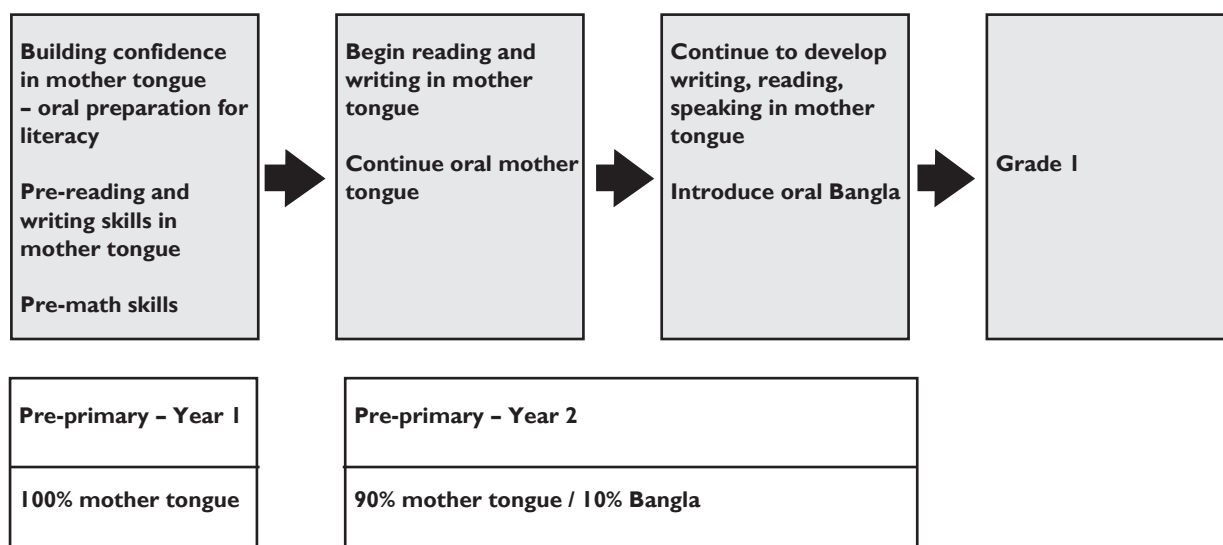 Building confidence
in mother tongue
– oral preparation for
literacy
Pre-reading and
writing skills in
mother tongue
Pre-math skills
Begin reading and
writing in mother
tongue
Continue oral mother
tongue
Continue to develop
writing, reading,
speaking in mother
tongue
Introduce oral Bangla
Grade 1
Pre-primary – Year 1
100% mother tongue
Pre-primary – Year 2
90% mother tongue / 10% Bangla